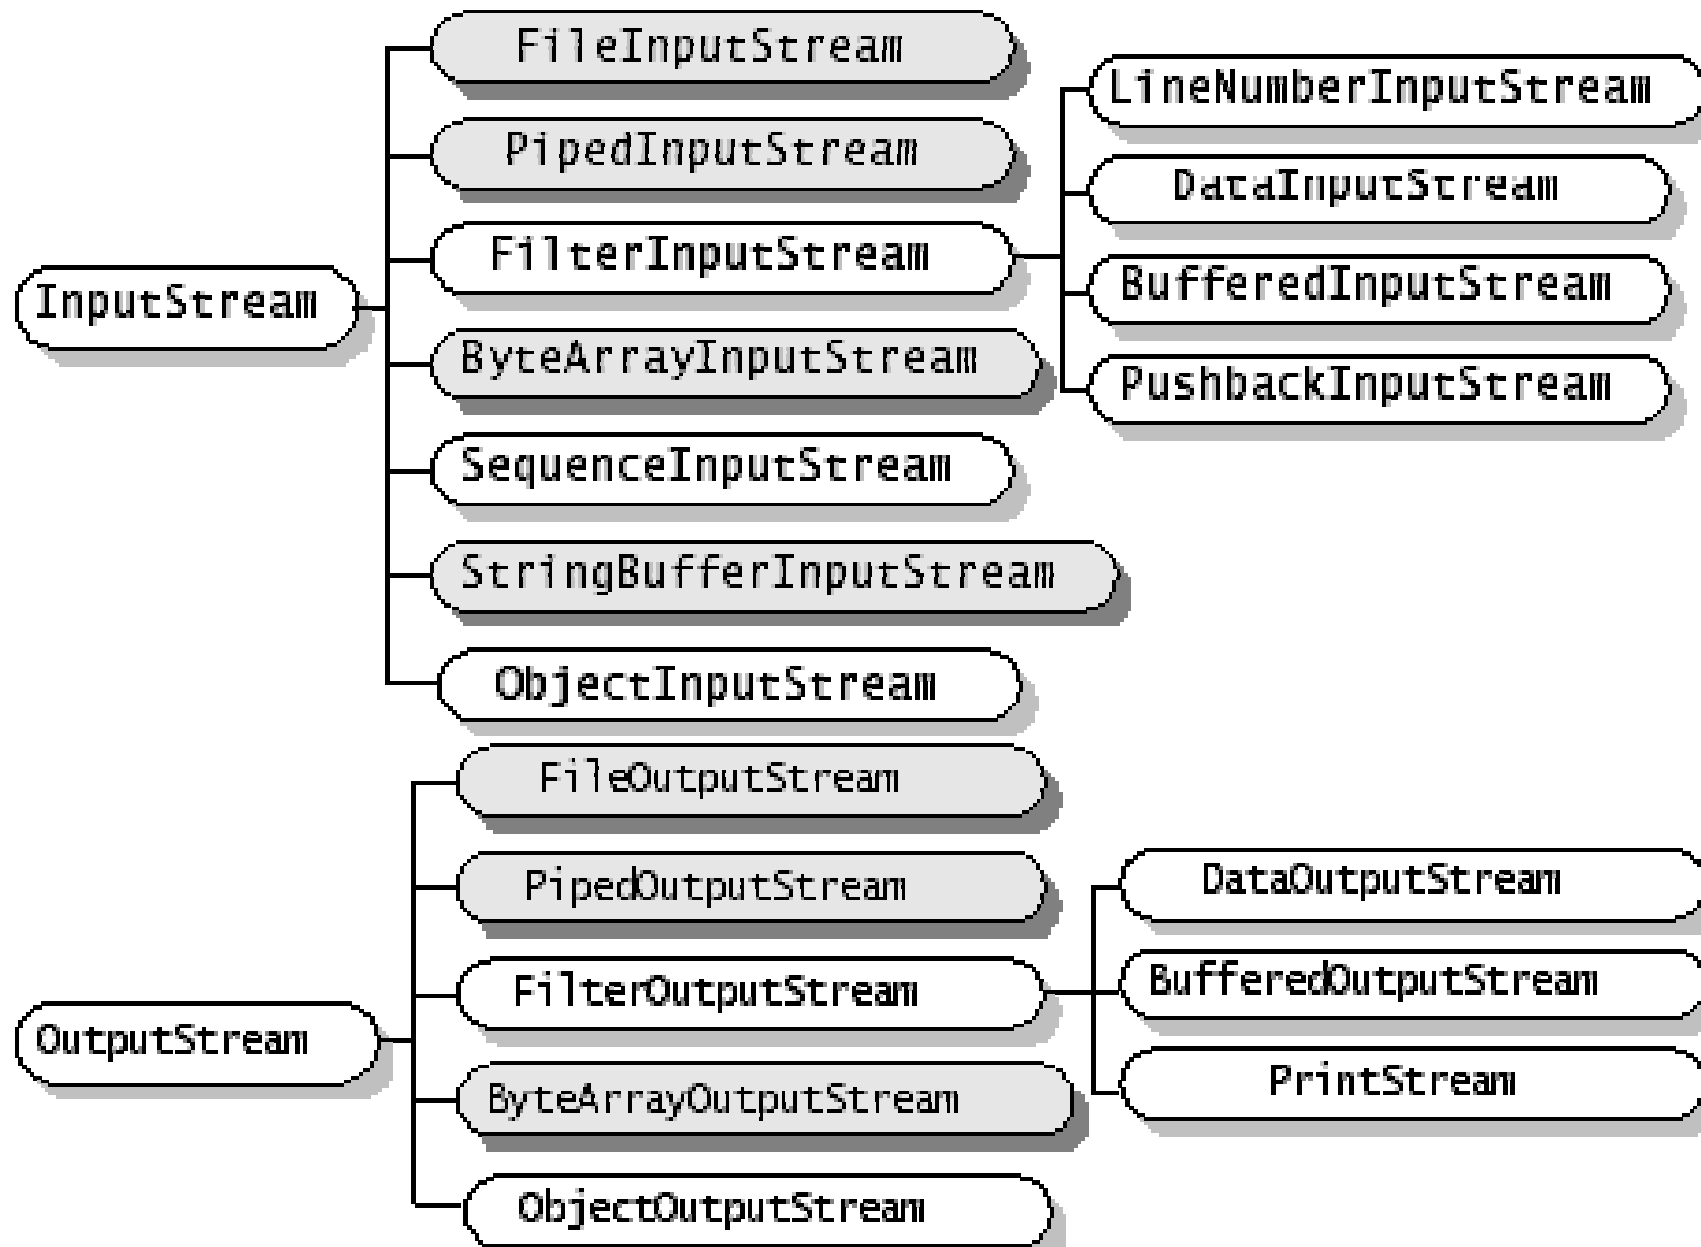 FileInputStream
LineNumberInputStream
PipedInputStream
DataInputStream
FilterInputStream
BufferedInputStream
InputStream
ByteArrayInputStream
PushbackInputStream
SequenceInputStream
StringBufferInputStream
ObjectInputStream
FileOutputStream
PipedOutputStream
DataOutputStream
FilterOutputStream
BufferedOutputStream
OutputStream
ByteArrayOutputStream
PrintStream
ObjectOutputStream